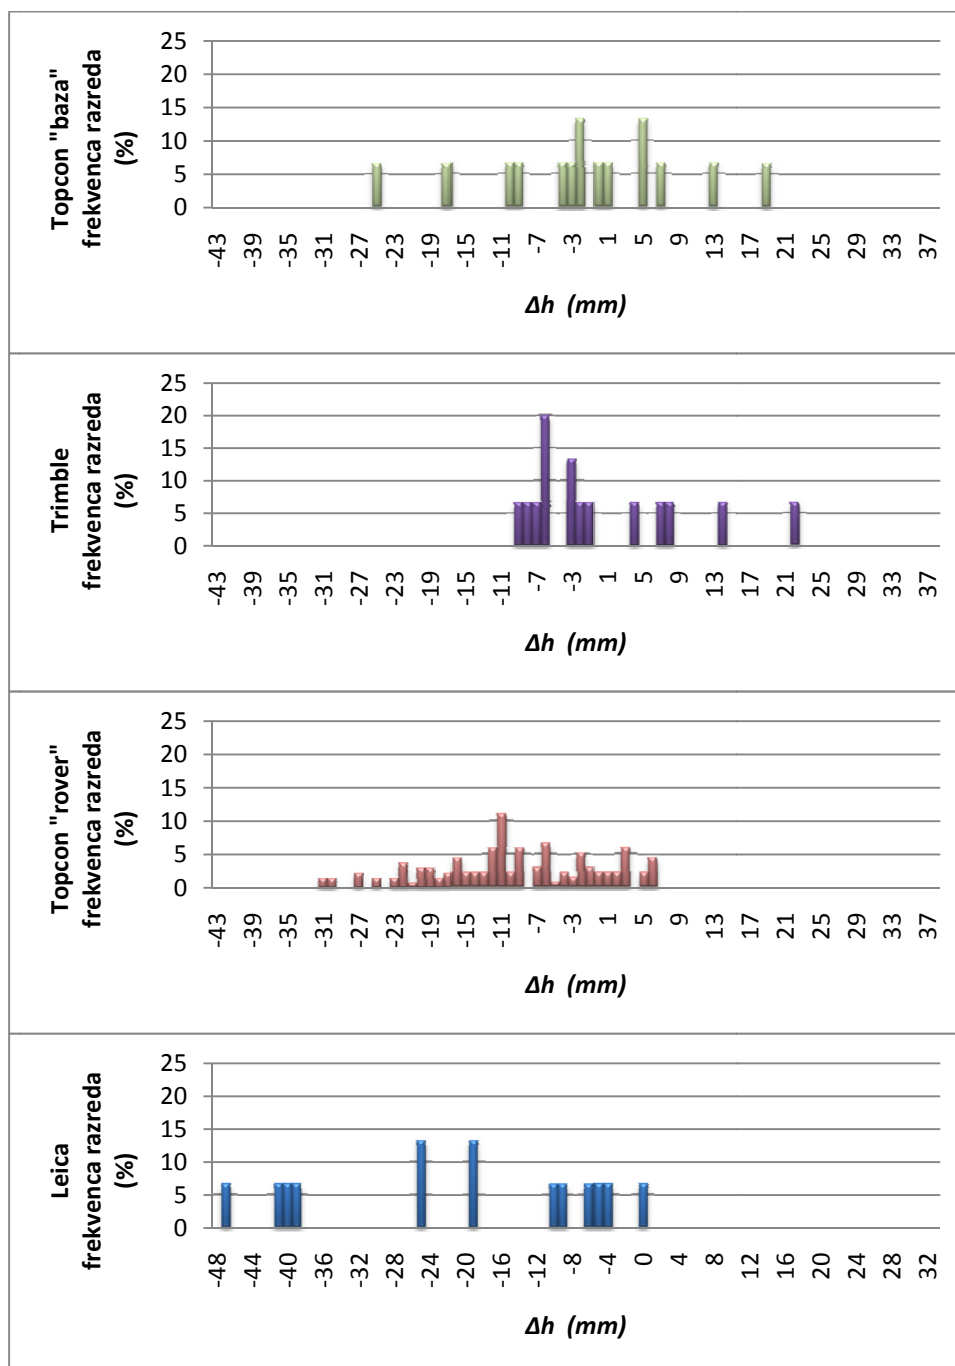 Topcon "baza"
frekvenca razreda
(%)
25
20
15
10
5
0
-43 -39 -35 -31 -27 -23 -19 -15 -11 -7 -3 1 5 9 13 17 21 25 29 33 37
Δh (mm)
Trimble
frekvenca razreda
(%)
25
20
15
10
5
0
-43 -39 -35 -31 -27 -23 -19 -15 -11 -7 -3 1 5 9 13 17 21 25 29 33 37
Δh (mm)
Topcon "rover"
frekvenca razreda
(%)
25
20
15
10
5
0
-43 -39 -35 -31 -27 -23 -19 -15 -11 -7 -3 1 5 9 13 17 21 25 29 33 37
Δh (mm)
Leica
frekvenca razreda
(%)
25
20
15
10
5
0
-48 -44 -40 -36 -32 -28 -24 -20 -16 -12 -8 -4 0 4 8 12 16 20 24 28 32
Δh (mm)